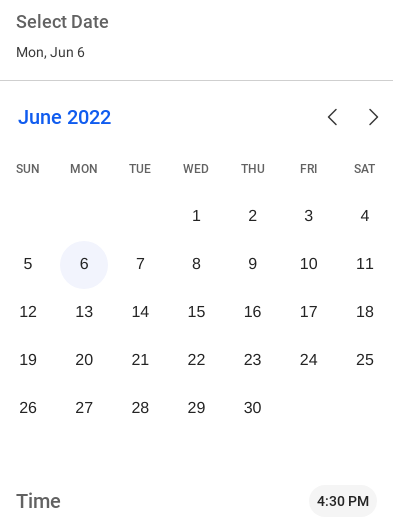 Select Date
Mon, Jun 6
June 2022
SUN MON TUE WED THU FRI SAT
1 2 3 4
5 6 7 8 9 10 11
12 13 14 15 16 17 18
19 20 21 22 23 24 25
26 27 28 29 30
Time 4:30 PM